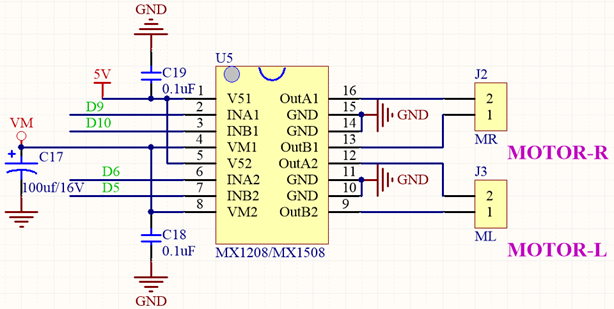 GND
U5
C19
0.1uF
5V
1 V51 OutA1 16
D9 2 INA1 GND 15 GND
D10 3 INB1 GND 14
VM 4 VM1 OutB1 13
5 V52 OutA2 12
D6 6 INA2 GND 11 GND
D5 7 INB2 GND 10
8 VM2 OutB2 9
C17
100uf/16V
C18
0.1uF
GND
MX1208/MX1508
J2
2
1
MR
MOTOR-R
J3
2
1
ML
MOTOR-L